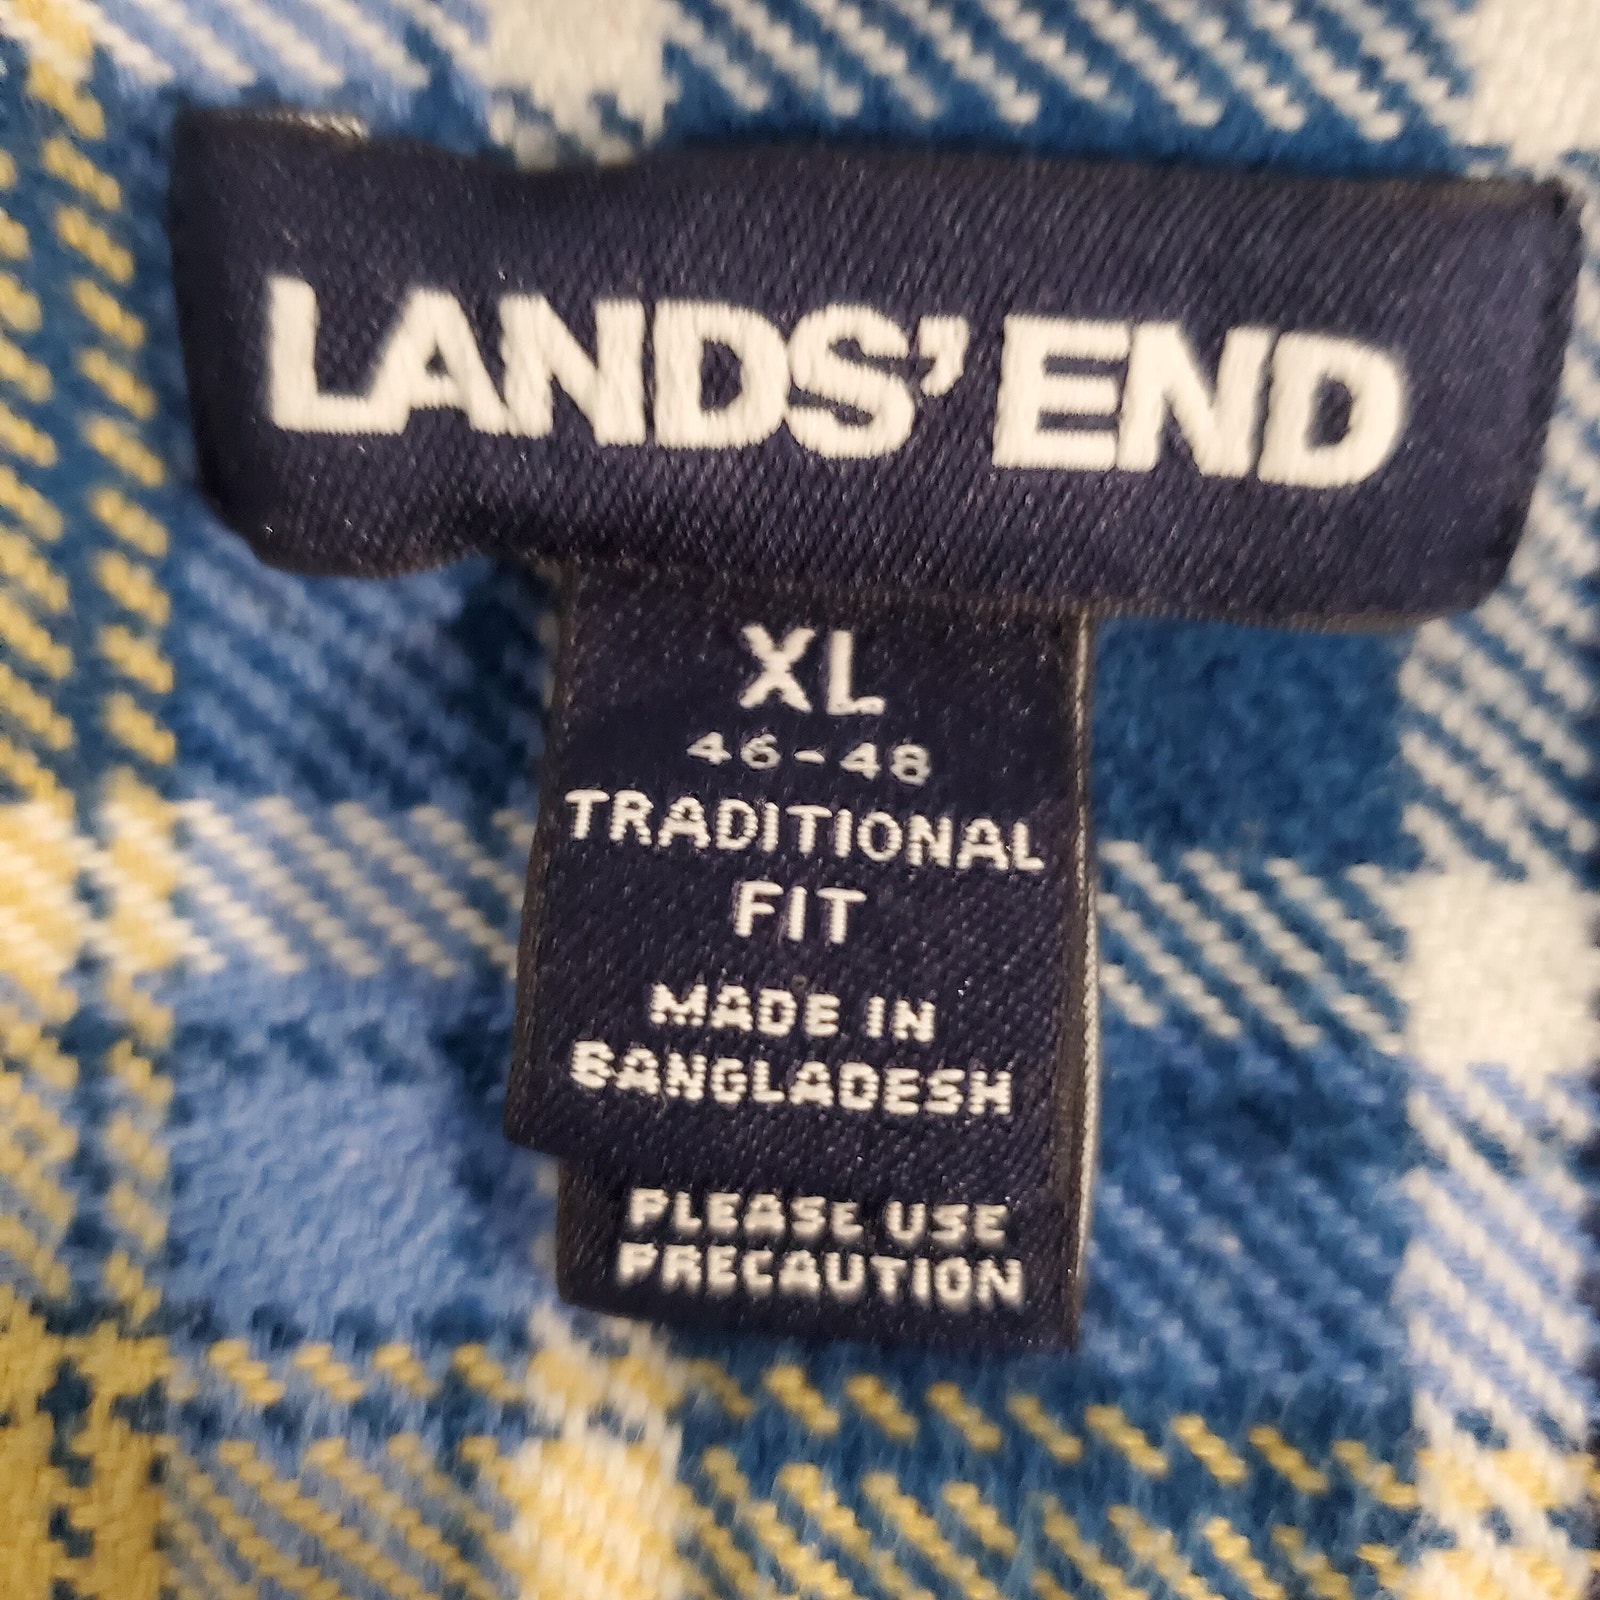 LANDS' END
XL
46-48
TRADITIONAL
FIT
MADE IN
BANGLADESH
PLEASE USE
PRECAUTION